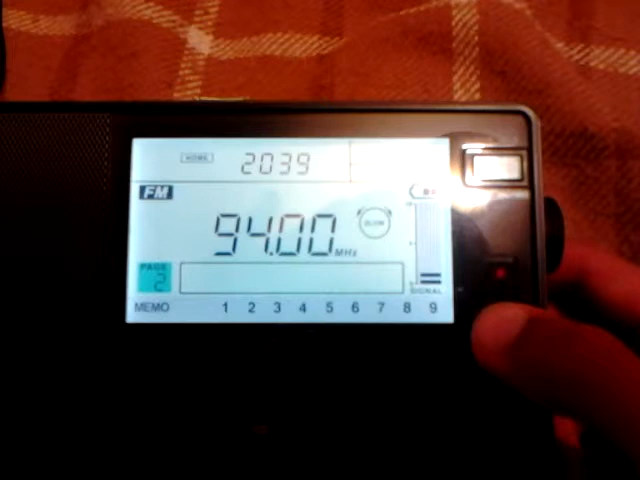 HOME 2039
FM
94.00 MHz
SLOW
PAGE
2
SIGNAL
MEMO 1 2 3 4 5 6 7 8 9